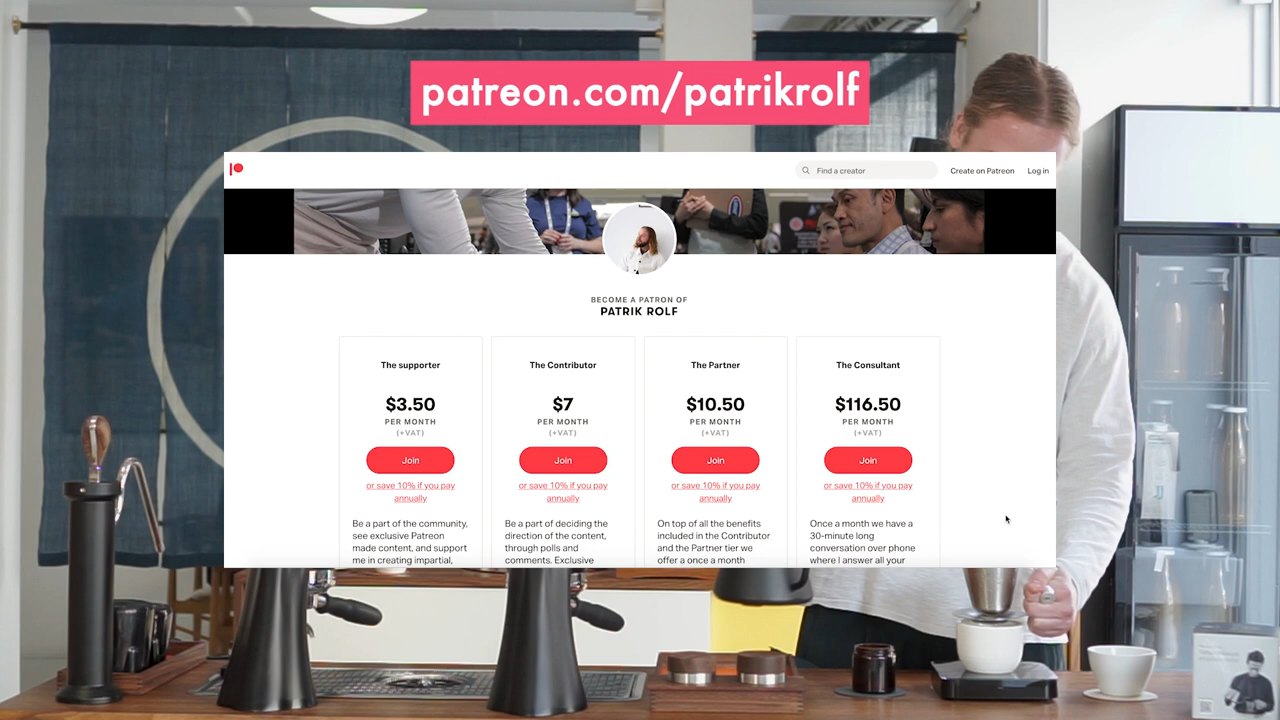 patreon.com/patrikrolf
Find a creator
Create on Patreon
Log in
BECOME A PATRON OF
PATRIK ROLF
The supporter
$3.50
PER MONTH
(+VAT)
Join
or save 10% if you pay
annually
Be a part of the community,
see exclusive Patreon
made content, and support
me in creating impartial,
The Contributor
$7
PER MONTH
(+VAT)
Join
or save 10% if you pay
annually
Be a part of deciding the
direction of the content,
through polls and
comments. Exclusive
The Partner
$10.50
PER MONTH
(+VAT)
Join
or save 10% if you pay
annually
On top of all the benefits
included in the Contributor
and the Partner tier we
offer a once a month
The Consultant
$116.50
PER MONTH
(+VAT)
Join
or save 10% if you pay
annually
Once a month we have a
30-minute long
conversation over phone
where I answer all your